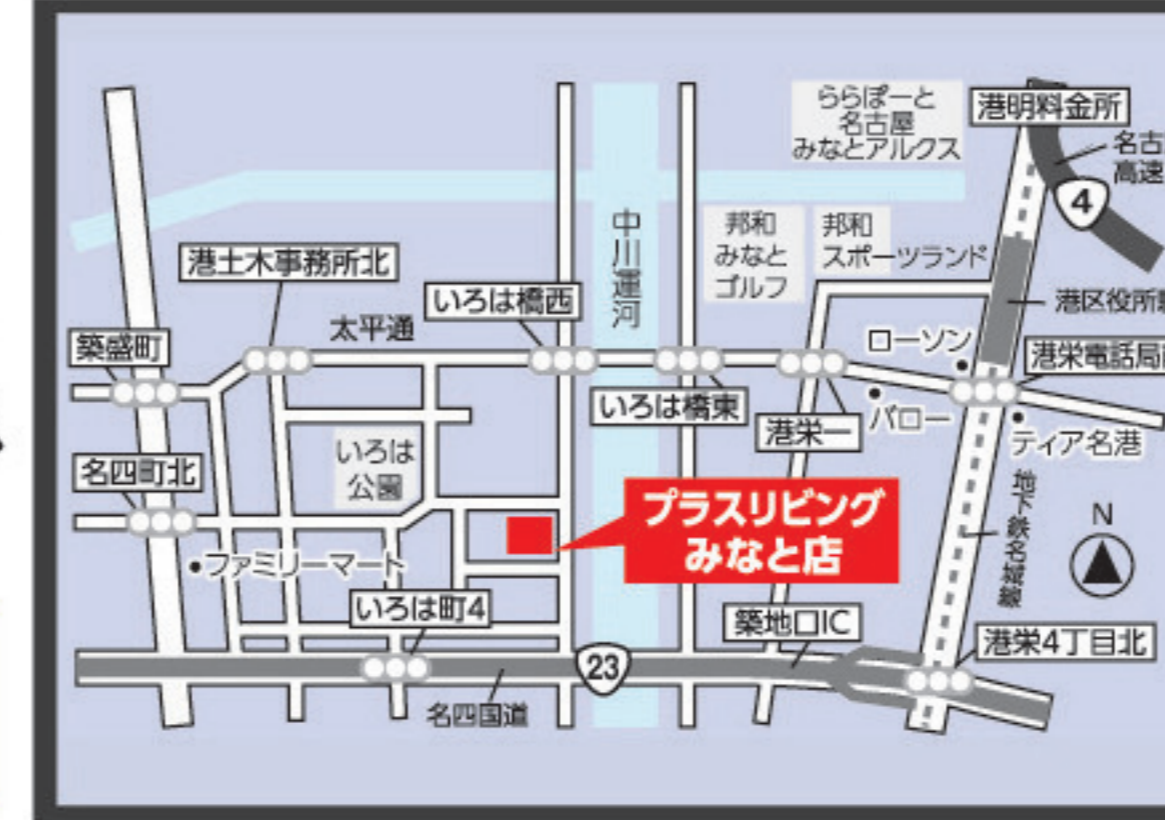 ららぽーと
名古屋
みなとアルクス
港明料金所
名古
高速
4
中川運河
邦和
みなと
ゴルフ
邦和
スポーツランド
港土木事務所北
いろは橋西
太平通
築盛町
港区役所
ローソン
港栄電話局
いろは橋東
港栄一
バロー
ティア名港
いろは
公園
名四町北
プラスリビング
みなと店
地下鉄名城線
N
ファミリーマート
いろは町4
築地口IC
港栄4丁目北
23
名四国道